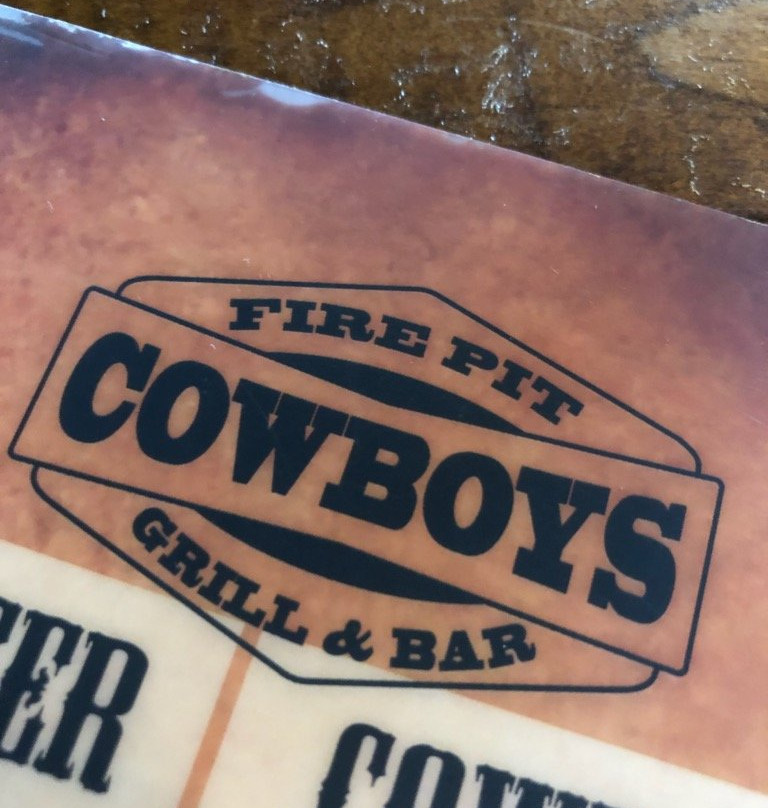 FIRE PIT
COWBOYS
GRILL & BAR